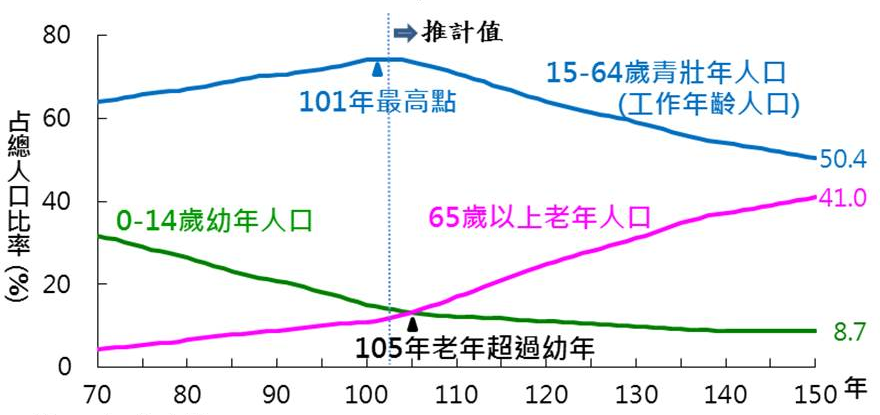 推計值
80
60
40
20
0
占總人口比率(%)
15-64歲青壯年人口
(工作年齡人口)
101年最高點
50.4
41.0
0-14歲幼年人口
65歲以上老年人口
8.7
105年老年超過幼年
70 80 90 100 110 120 130 140 150 年